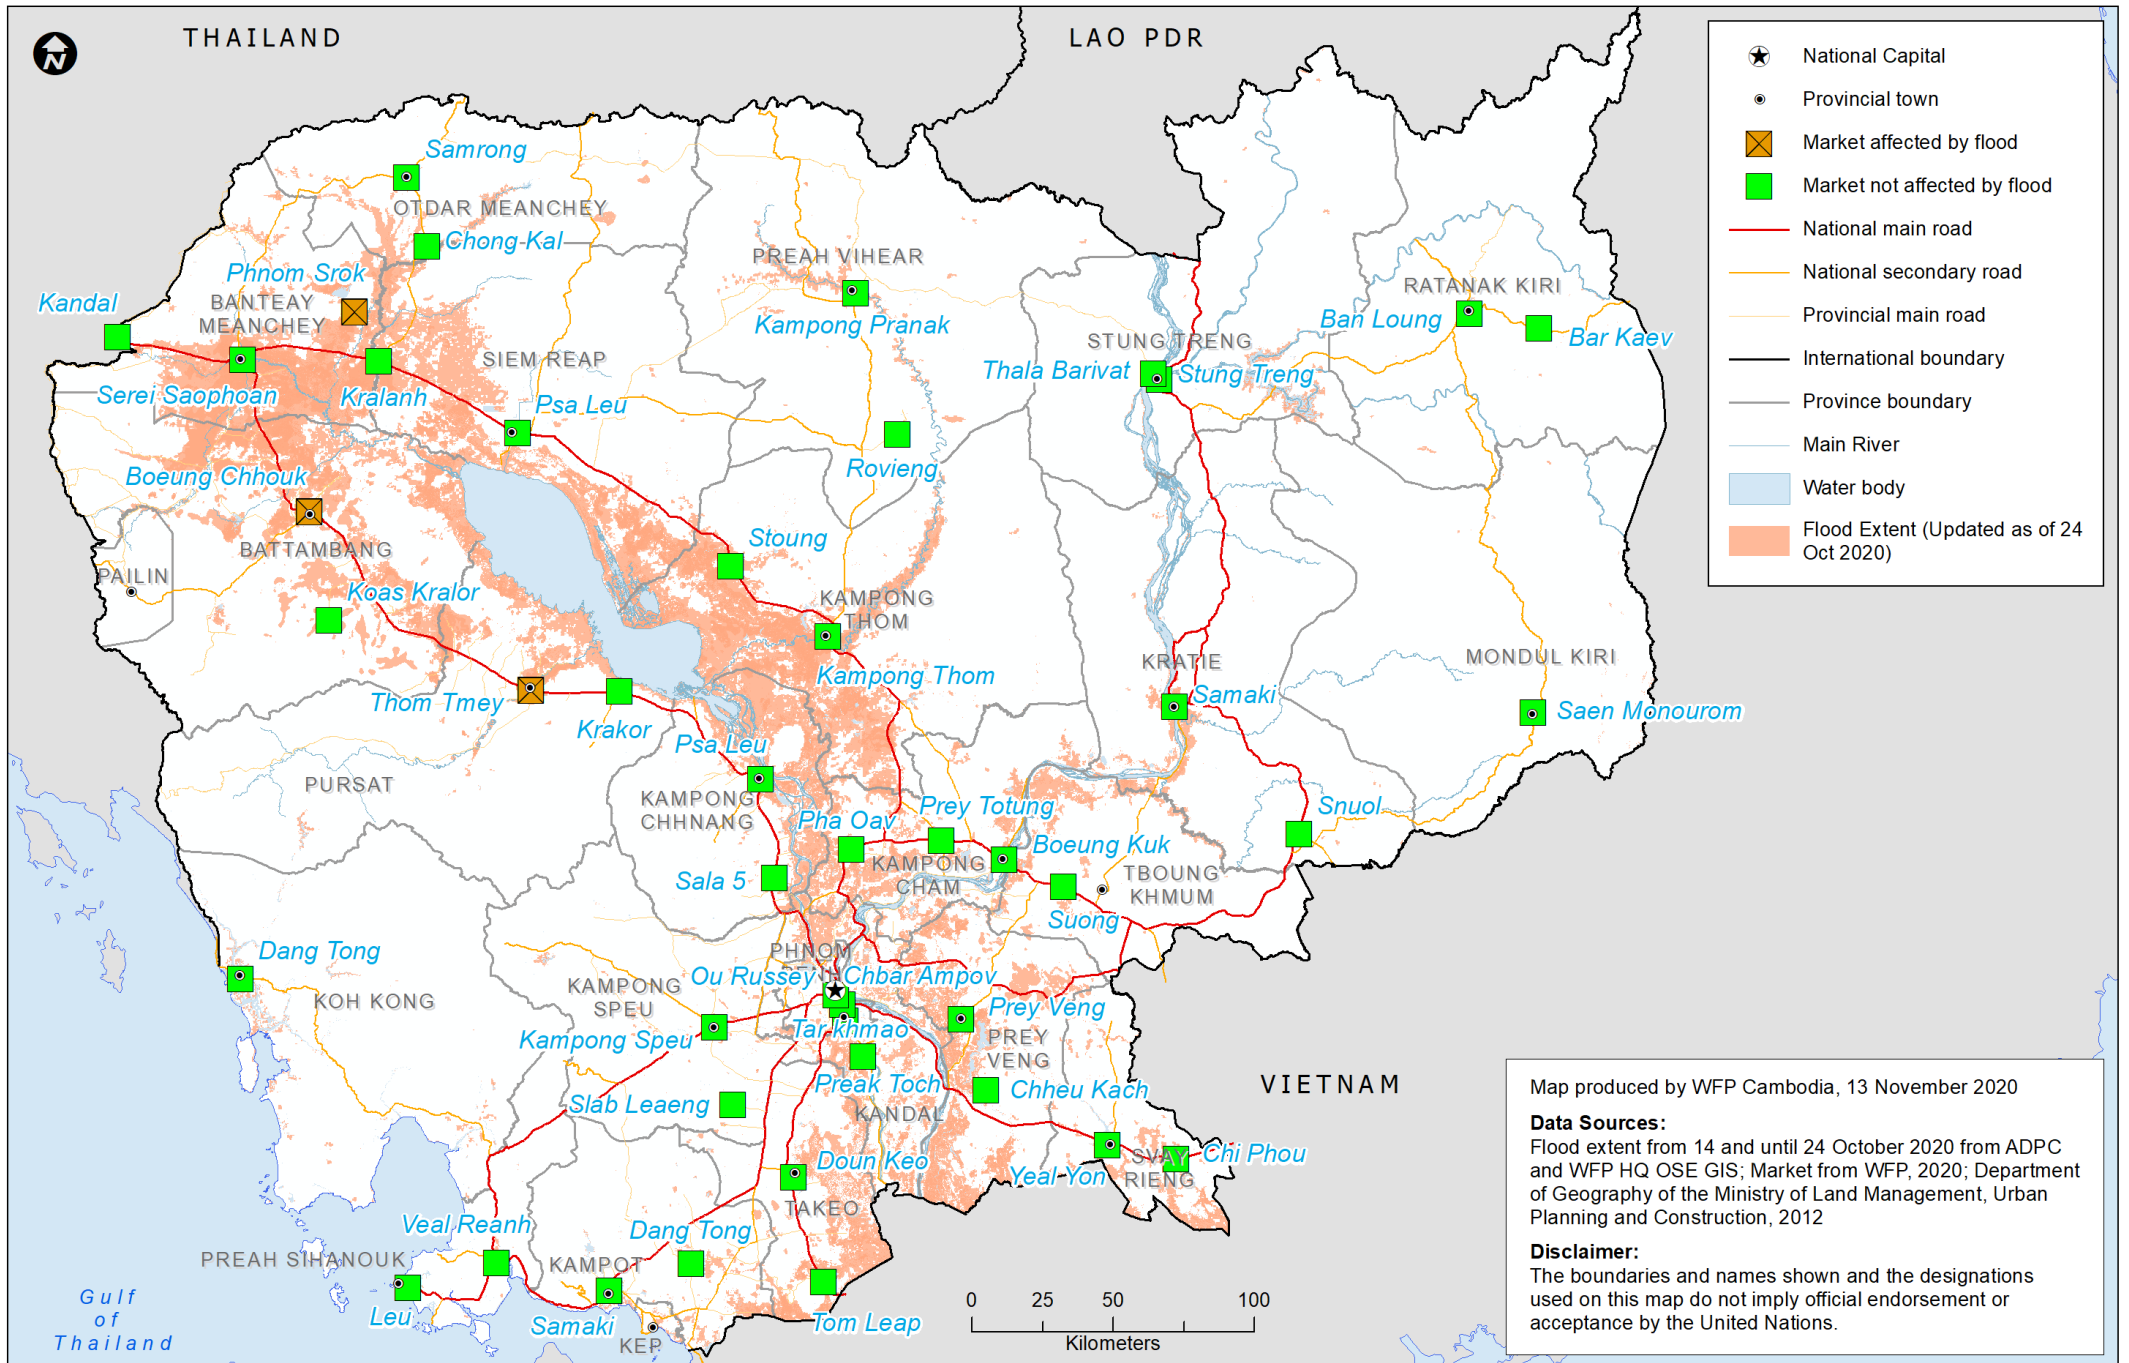 THAILAND
LAO PDR
N
National Capital
Provincial town
Market affected by flood
Market not affected by flood
National main road
National secondary road
Provincial main road
International boundary
Province boundary
Main River
Water body
Flood Extent (Updated as of 24
Oct 2020)
Samrong
OTDAR MEANCHEY
Chong Kal
Phnom Srok
BANTEAY
MEANCHEY
Kandal
PREAH VIHEAR
Kampong Pranak
RATANAK KIRI
Ban Loung
Bar Kaev
STUNG TRENG
Thala Barivat
Stung Treng
SIEM REAP
Serei Saophoan
Kralanh
Psa Leu
Rovieng
Boeung Chhouk
BATTAMBANG
PAILIN
Koas Kralor
Stoung
KAMPONG
THOM
Kampong Thom
KRATIE
Samaki
MONDUL KIRI
Saen Monourom
Thom Tmey
Krakor
Psa Leu
PURSAT
KAMPONG
CHHNANG
Pha Oav
Prey Totung
Snuol
Boeung Kuk
KAMPONG
CHAM
TBOUNG
KHMUM
Sala 5
Suong
Dang Tong
KOH KONG
PHNOM
PENH
Ou Russey
Chbar Ampov
KAMPONG
SPEU
Kampong Speu
Tar khmao
Prey Veng
PREY
VENG
Preak Toch
Chheu Kach
Slab Leaeng
KANDAL
VIETNAM
Doun Keo
Yeal Yon
SVAY
RIENG
Chi Phou
TAKEO
Veal Reanh
Dang Tong
PREAH SIHANOUK
KAMPOT
Leu
Samaki
KEP
Tom Leap
Gulf
of
Thailand
0 25 50 100
Kilometers
Map produced by WFP Cambodia, 13 November 2020
Data Sources:
Flood extent from 14 and until 24 October 2020 from ADPC
and WFP HQ OSE GIS; Market from WFP, 2020; Department
of Geography of the Ministry of Land Management, Urban
Planning and Construction, 2012
Disclaimer:
The boundaries and names shown and the designations
used on this map do not imply official endorsement or
acceptance by the United Nations.